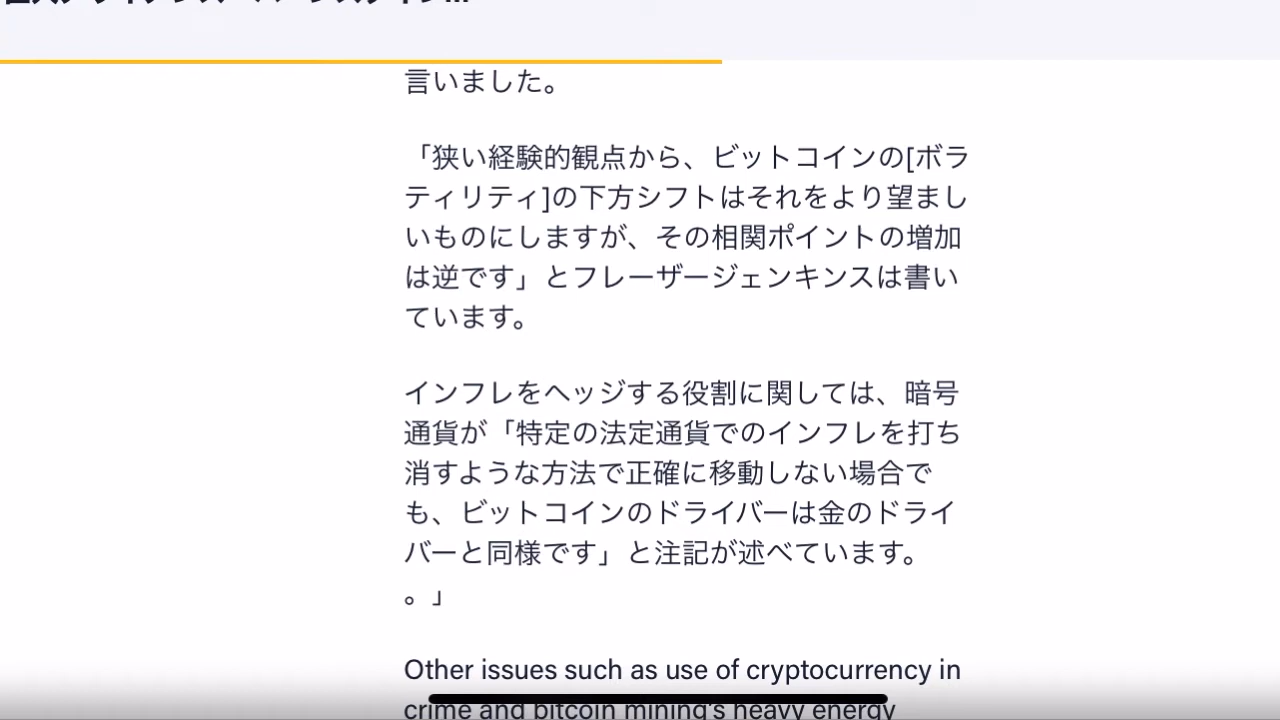 言いました。
「狭い経験的観点から、ビットコインの[ボラ
ティリティ]の下方シフトはそれをより望まし
いものにしますが、その相関ポイントの増加
は逆です」とフレーザージェンキンスは書い
ています。
インフレをヘッジする役割に関しては、暗号
通貨が「特定の法定通貨でのインフレを打ち
消すような方法で正確に移動しない場合で
も、ビットコインのドライバーは金のドライ
バーと同様です」と注記が述べています。
。」
Other issues such as use of cryptocurrency in
crime and bitcoin mining's heavy energy